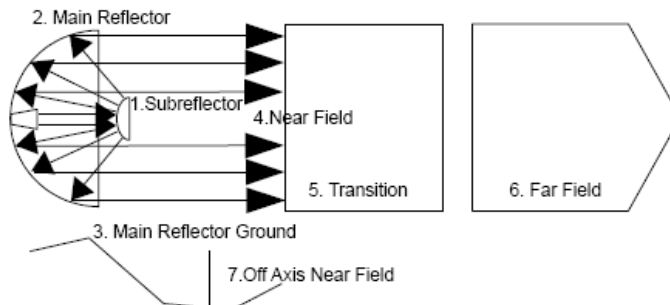 2. Main Reflector
1.Subreflector
4.Near Field
5. Transition
6. Far Field
3. Main Reflector Ground
7.Off Axis Near Field